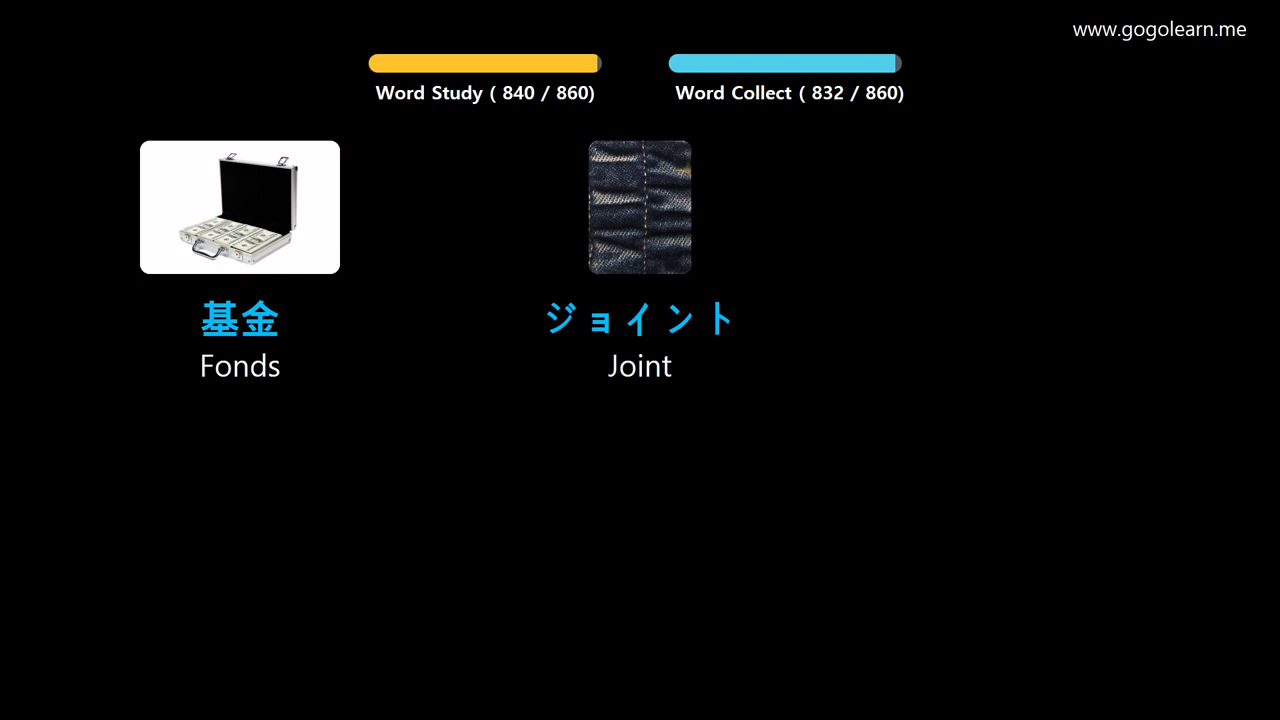 www.gogolearn.me
Word Study ( 840 / 860)
Word Collect ( 832 / 860)
基金
Fonds
ジョイント
Joint